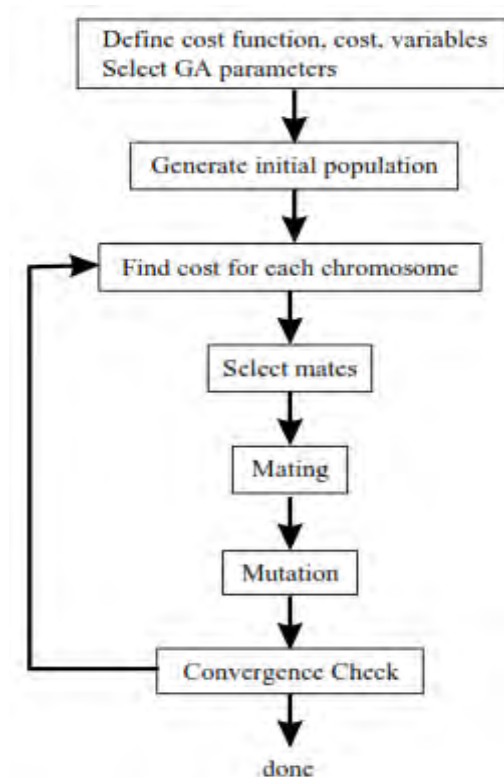 Define cost function, cost, variables
Select GA parameters
Generate initial population
Find cost for each chromosome
Select mates
Mating
Mutation
Convergence Check
done